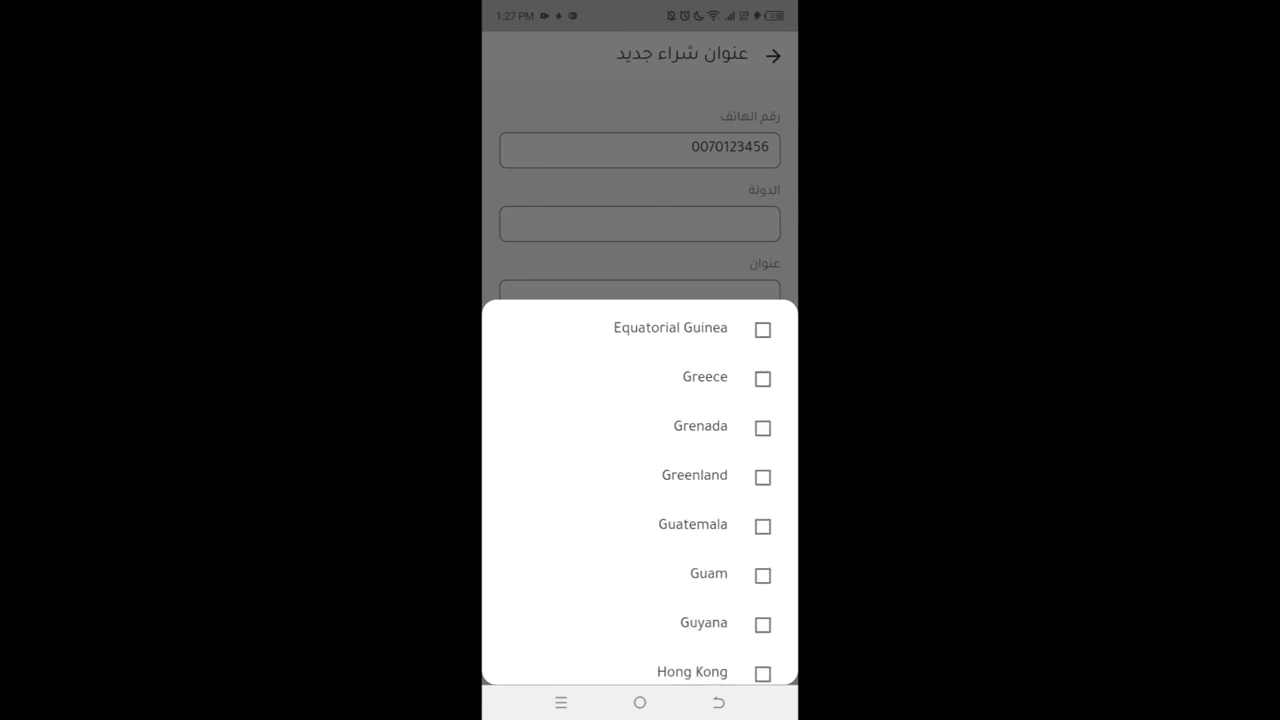 1:27 PM
عنوان شراء جديد
رقم الهاتف
0070123456
الدولة
عنوان
Equatorial Guinea
Greece
Grenada
Greenland
Guatemala
Guam
Guyana
Hong Kong